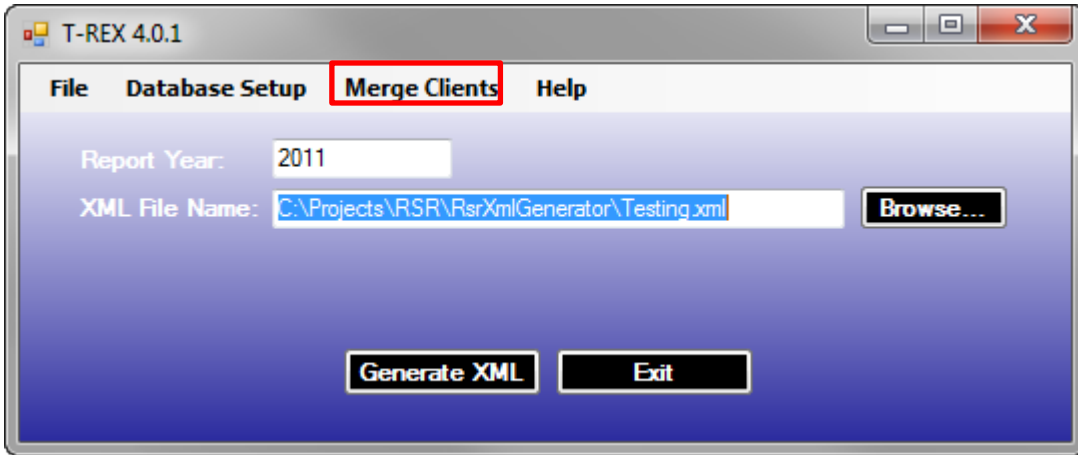 T-REX 4.0.1
File Database Setup Merge Clients Help
Report Year: 2011
XML File Name: C:\Projects\RSR\RsrXmlGenerator\Testing.xml Browse...
Generate XML Exit